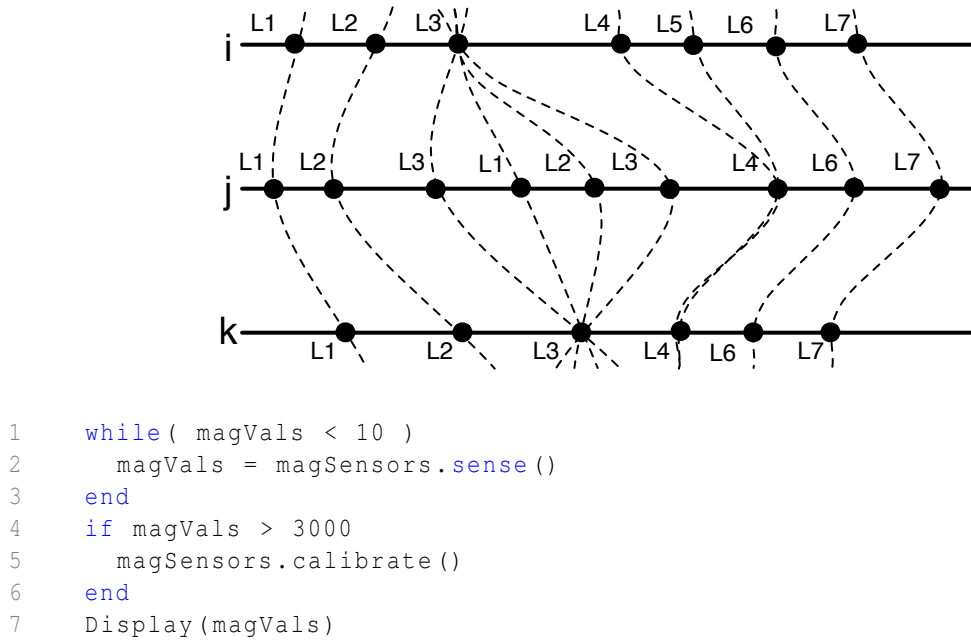 L1 L2 L3 L4 L5 L6 L7
i
L1 L2 L3 L1 L2 L3 L4 L6 L7
j
k
L1 L2 L3 L4 L6 L7
1 while( magVals < 10 )
2 magVals = magSensors.sense()
3 end
4 if magVals > 3000
5 magSensors.calibrate()
6 end
7 Display(magVals)